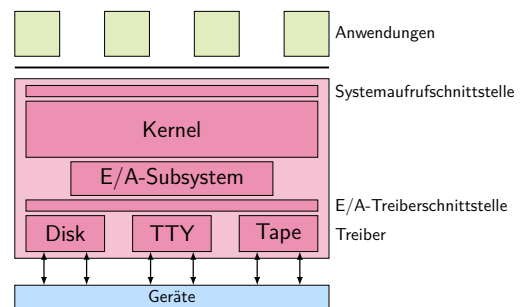 Anwendungen
Systemaufrufschnittstelle
Kernel
E/A-Subsystem
E/A-Treiberschnittstelle
Disk TTY Tape Treiber
Geräte